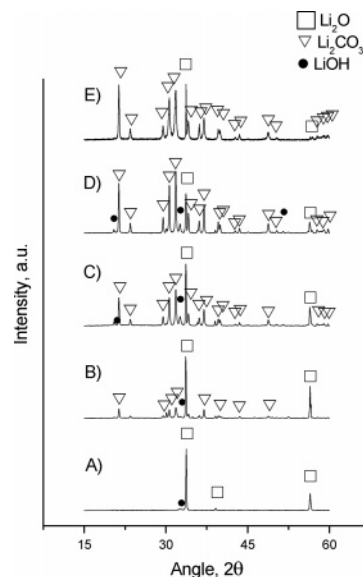 Li₂O
Li₂CO₃
LiOH
E)
D)
C)
B)
A)
Intensity, a.u.
15 30 45 60
Angle, 2θ